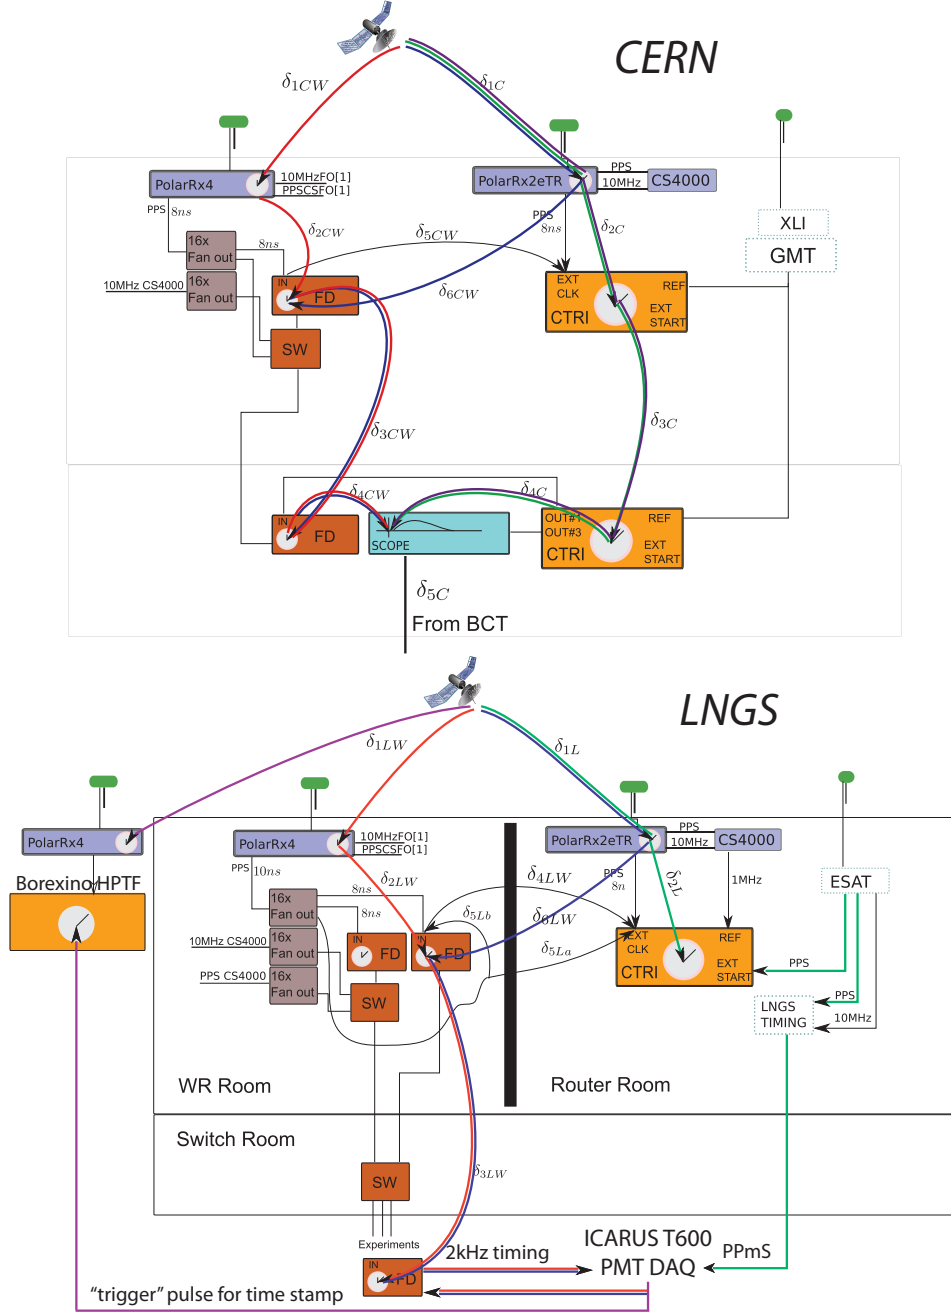 CERN
δ1CW
δ1C
PolarRx4
10MHzFO[1]
PPSCSFO[1]
PolarRx2eTR
PPS
10MHz
CS4000
PPS
8ns
δ2CW
PPS
8ns
δ2C
XLI
GMT
16x
Fan out
8ns
δ5CW
10MHz CS4000
16x
Fan out
IN
FD
δ6CW
EXT
CLK
REF
CTRI
EXT
START
SW
δ3CW
δ3C
δ4CW
δ4C
IN
FD
SCOPE
OUT#1
OUT#3
REF
CTRI
EXT
START
δ5C
From BCT
LNGS
δ1LW
δ1L
PolarRx4
PolarRx4
10MHzFO[1]
PPSCSFO[1]
PolarRx2eTR
PPS
10MHz
CS4000
Borexino HPTF
PPS
10ns
δ2LW
8ns
8ns
δ4LW
PPS
8n
δ2L
1MHz
ESAT
16x
Fan out
δ5Lb
δ6LW
10MHz CS4000
16x
Fan out
IN
FD
IN
FD
δ5La
EXT
CLK
REF
CTRI
EXT
START
PPS
PPS CS4000
16x
Fan out
SW
LNGS
TIMING
PPS
10MHz
WR Room
Router Room
Switch Room
δ3LW
SW
Experiments
IN
FD
2kHz timing
ICARUS T600
PMT DAQ
PPmS
"trigger" pulse for time stamp